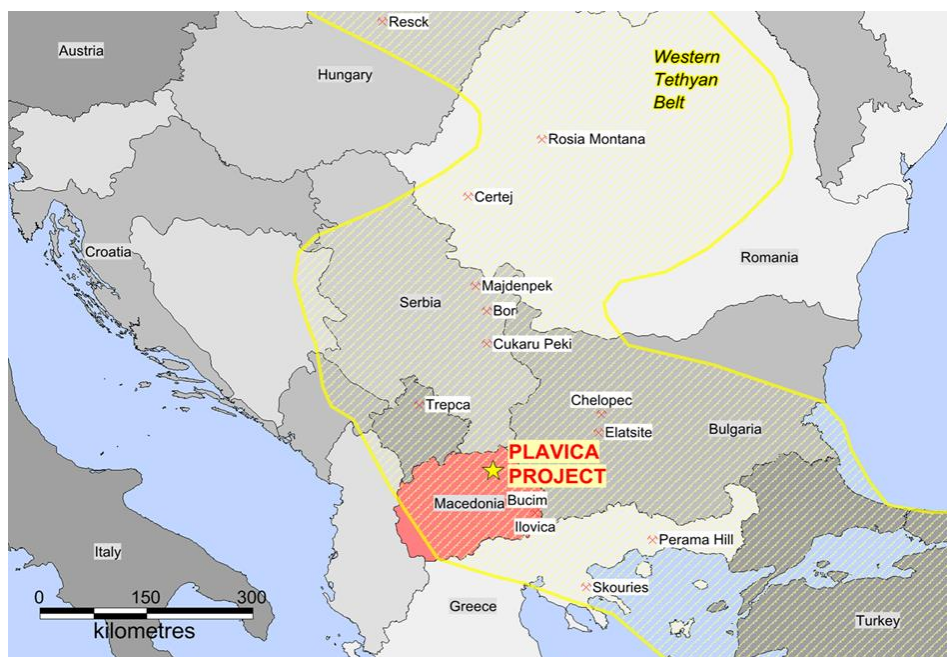 Resck
Austria
Western
Tethyan
Belt
Hungary
Rosia Montana
Certej
Croatia
Romania
Majdenpek
Serbia
Bor
Cukaru Peki
Trepca
Chelopec
Bulgaria
Elatsite
PLAVICA
PROJECT
Macedonia
Bucim
Ilovica
Perama Hill
Italy
Skouries
0 150 300
kilometres
Greece
Turkey